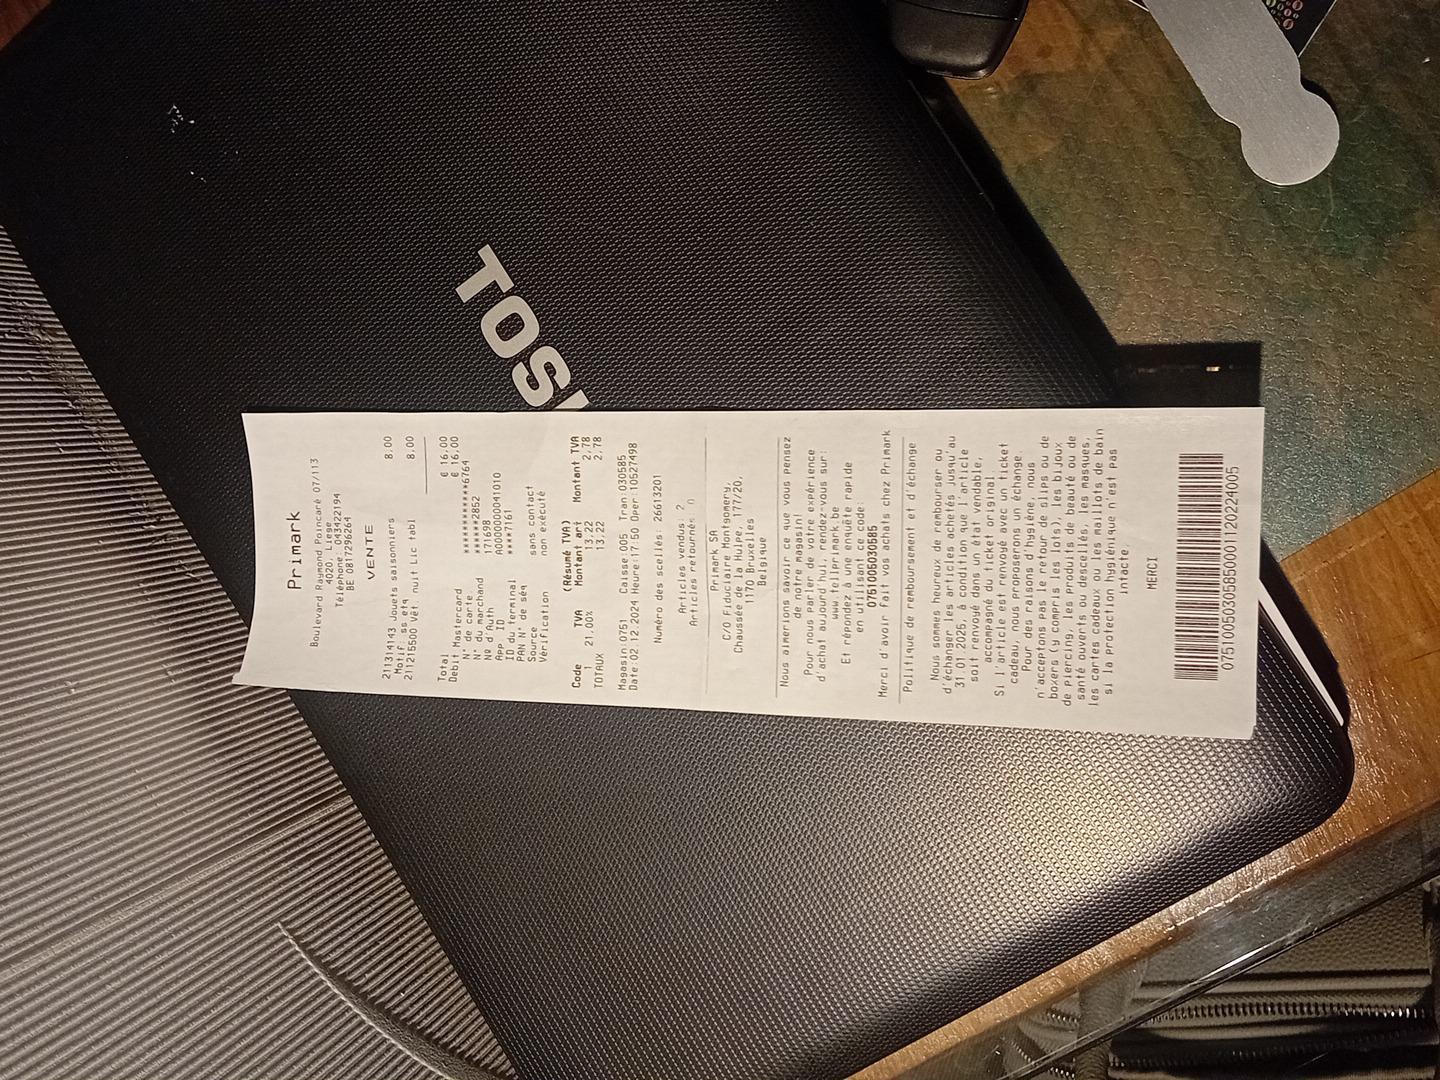 TOSH
Primark
Boulevard Raymond Poincaré 07/113
4020, Liege
Téléphone : 043422194
BE 0817296264
VENTE
211314143 Jouets saisonniers 8,00
Motif: ss etq
211215500 Vêt. nuit Lic Tabl 8,00
Total € 16,00
Debit Mastercard € 16,00
N° de carte ************6764
N° du marchand ******2852
Nº d'Auth 171698
APP ID A0000000041010
ID du terminal ****7161
PAN N° de séq
Source sans contact
Vérification non exécuté
(Résumé TVA)
Code TVA Montant art Montant TVA
1 21.00% 13,22 2,78
TOTAUX 13,22 2,78
Magasin:0751 Caisse:005 Tran:030585
Date:02.12.2024 Heure:17:50 Oper:10527498
Numéro des scellés: 26613201
Articles vendus: 2
Articles retournés: 0
Primark SA
C/O Fiduciaire Montgomery,
Chaussée de la Hulpe, 177/20,
1170 Bruxelles
Belgique
Nous aimerions savoir ce que vous pensez
de notre magasin !
Pour nous parler de votre expérience
d'achat aujourd'hui, rendez-vous sur:
www.tellprimark.be
Et répondez à une enquête rapide
en utilisant ce code:
0751005030585
Merci d'avoir fait vos achats chez Primark
Politique de remboursement et d'échange
Nous sommes heureux de rembourser ou
d'échanger les articles achetés jusqu'au
31.01.2025, à condition que l'article
soit renvoyé dans un état vendable,
accompagné du ticket original.
Si l'article est renvoyé avec un ticket
cadeau, nous proposerons un échange.
Pour des raisons d'hygiène, nous
n'acceptons pas le retour de slips ou de
boxers (y compris les lots), les bijoux
de piercing, les produits de beauté ou de
santé ouverts ou descellés, les masques,
les cartes cadeaux ou les maillots de bain
si la protection hygiénique n'est pas
intacte.
MERCI
07510050305850001120224005